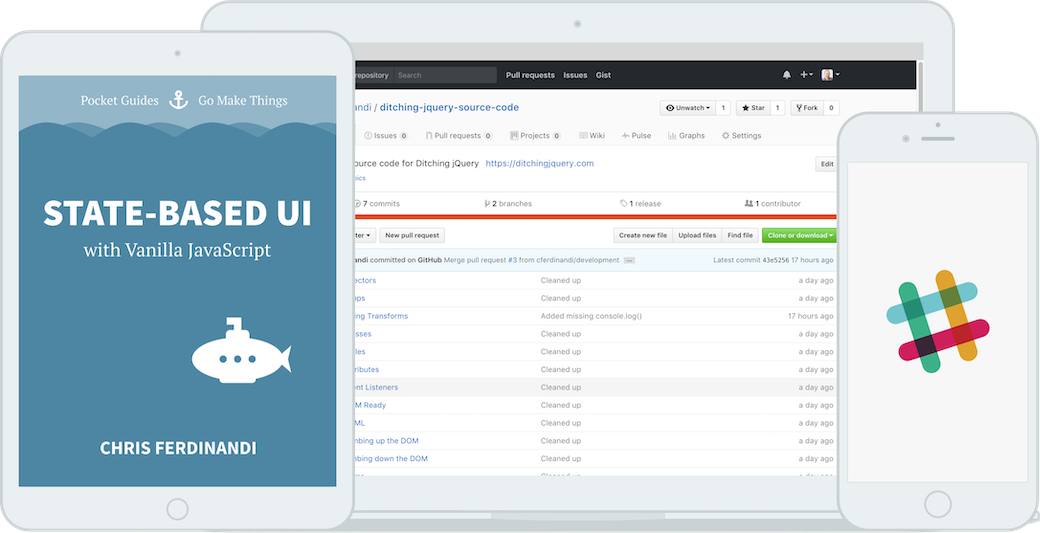 Pocket Guides Go Make Things
STATE-BASED UI
with Vanilla JavaScript
CHRIS FERDINANDI
repository Search Pull requests Issues Gist
/ ditching-jquery-source-code Unwatch 1 Star 1 Fork 0
Issues 0 Pull requests 0 Projects 0 Wiki Pulse Graphs Settings
ource code for Ditching jQuery https://ditchingjquery.com Edit
7 commits 2 branches 1 release 1 contributor
New pull request Create new file Upload files Find file Clone or download
andi committed on GitHub Merge pull request #3 from cferdinandi/development ... Latest commit 43e5256 17 hours ago
ectors Cleaned up a day ago
ops Cleaned up a day ago
ing Transforms Added missing console.log() 17 hours ago
sses Cleaned up a day ago
les Cleaned up a day ago
ributes Cleaned up a day ago
ent Listeners Cleaned up a day ago
M Ready Cleaned up a day ago
ML Cleaned up a day ago
mbing up the DOM Cleaned up a day ago
mbing down the DOM Cleaned up a day ago
Cleaned up a day ago